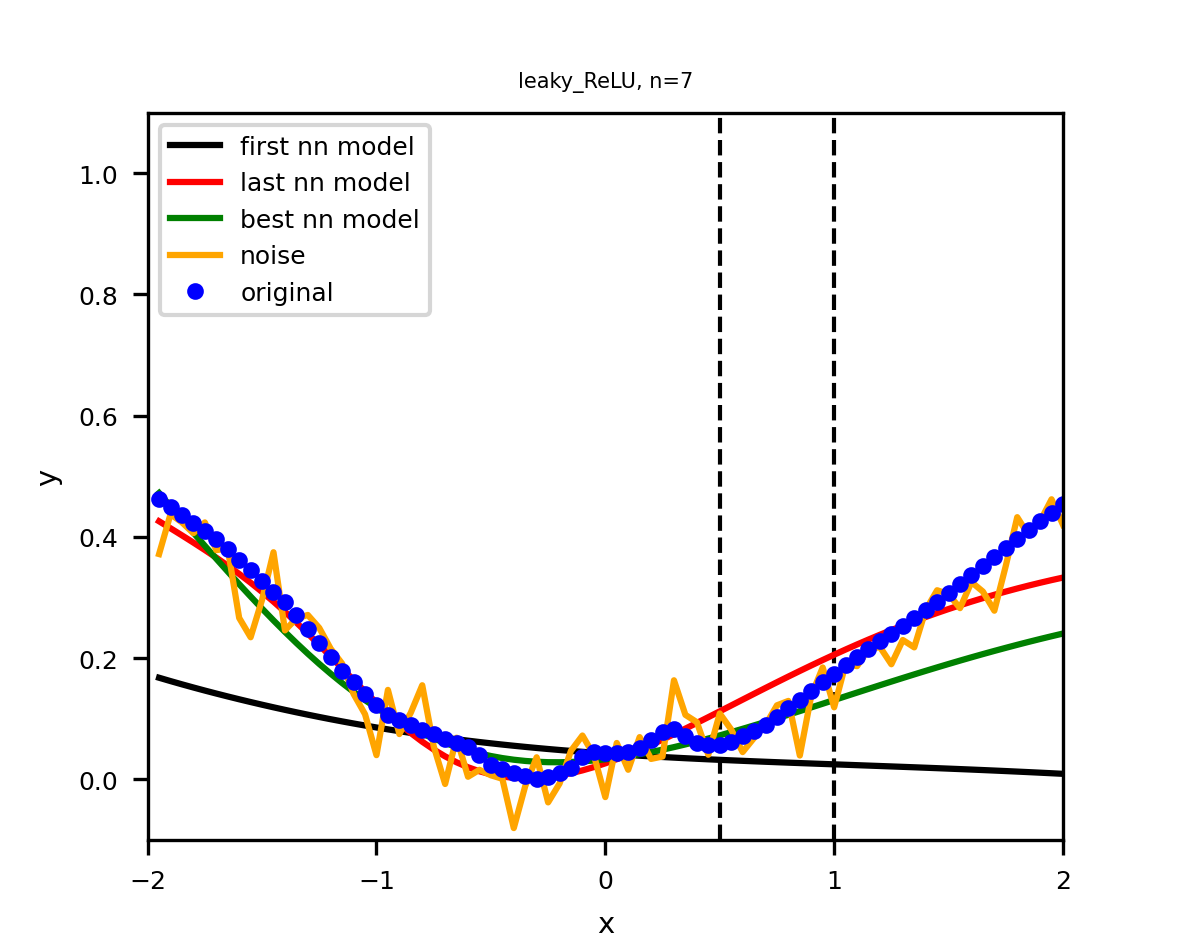 leaky_ReLU, n=7
first nn model
last nn model
best nn model
noise
original
1.0
0.8
0.6
0.4
0.2
0.0
y
−2
−1
0
1
2
x